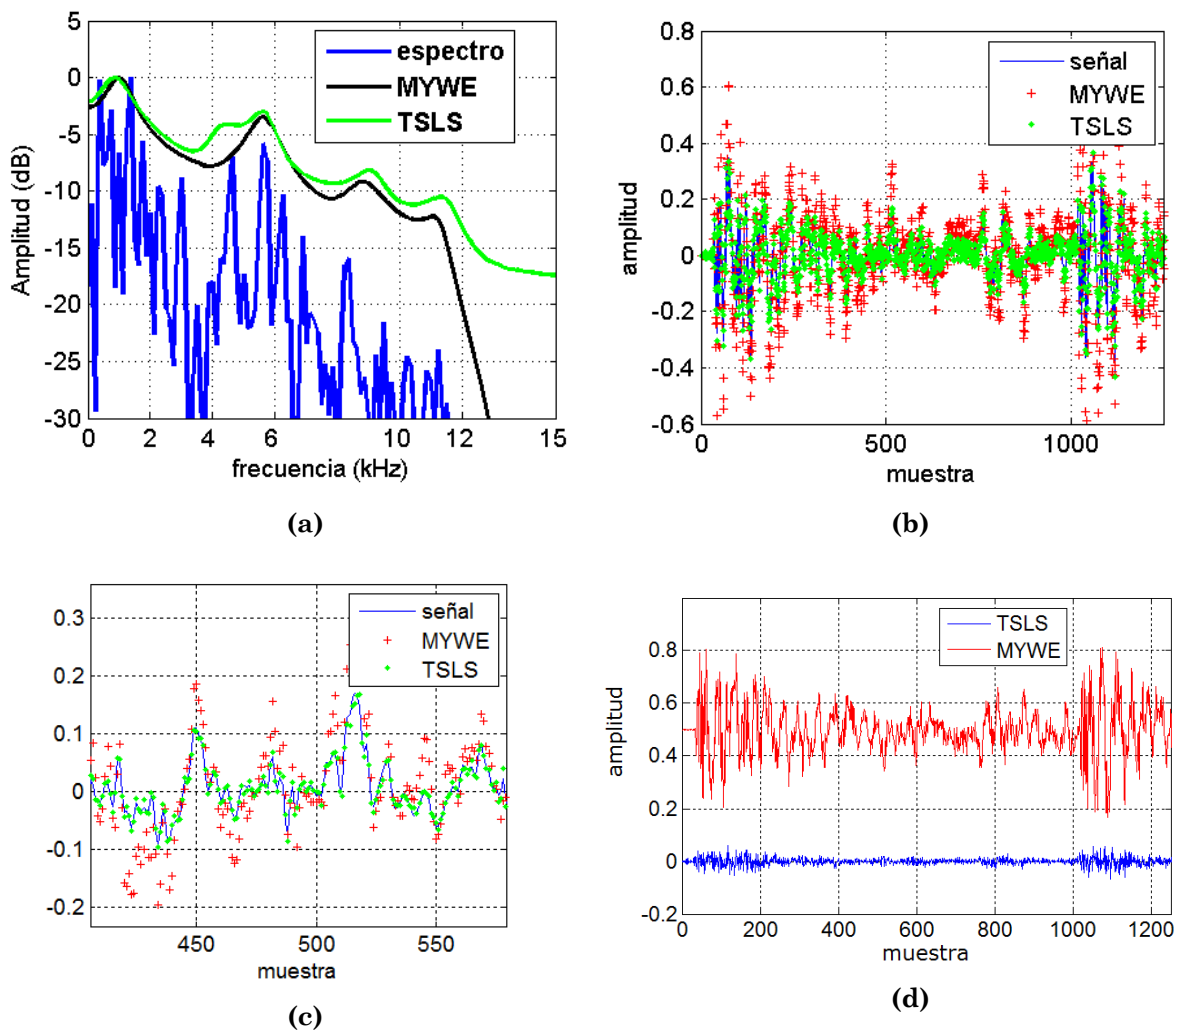 5
0
-5
-10
-15
-20
-25
-30
Amplitud (dB)
espectro
MYWE
TSLS
0 2 4 6 10 12 15
frecuencia (kHz)
(a)
0.8
0.6
0.4
0.2
0
-0.2
-0.4
-0.6
amplitud
señal
MYWE
TSLS
0 500 1000
muestra
(b)
0.3
0.2
0.1
0
-0.1
-0.2
amplitud
señal
MYWE
TSLS
450 500 550
muestra
(c)
0.8
0.6
0.4
0.2
0
-0.2
amplitud
TSLS
MYWE
0 200 400 600 800 1000 1200
muestra
(d)